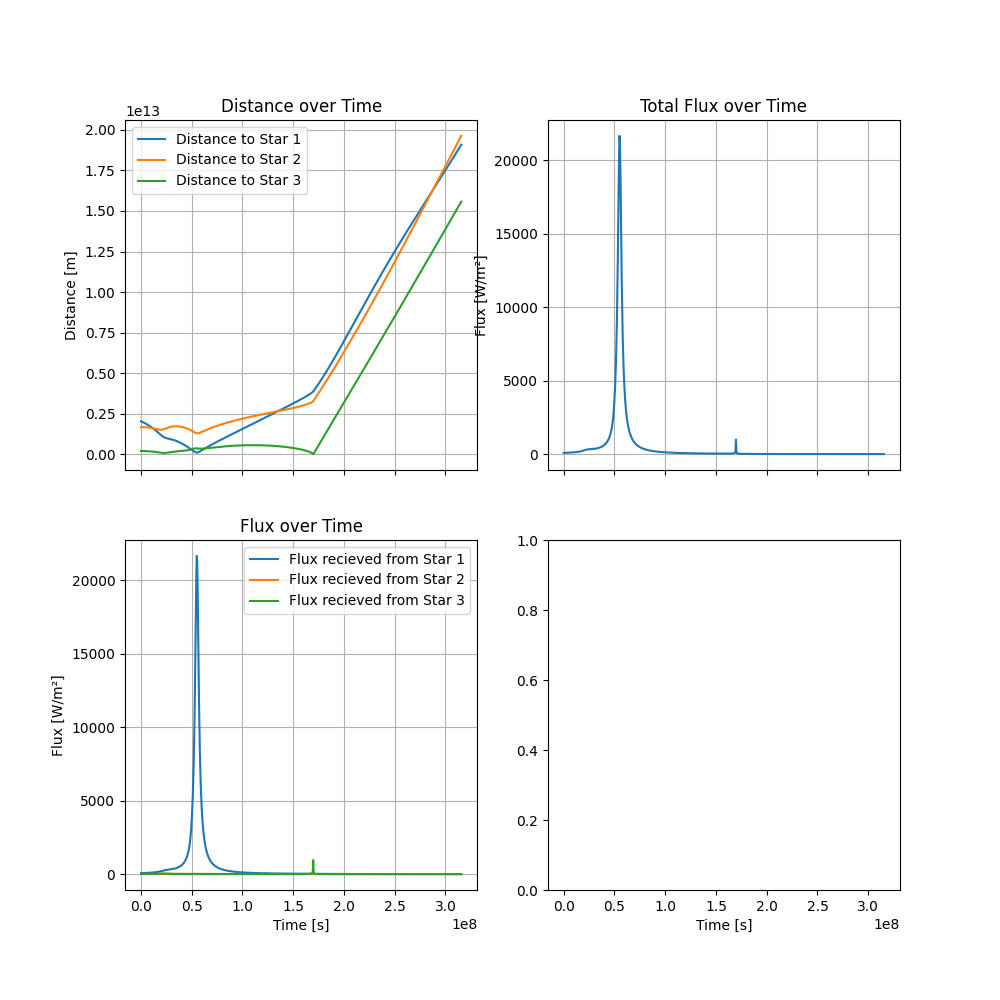 Distance over Time
1e13
2.00
1.75
1.50
1.25
1.00
0.75
0.50
0.25
0.00
Distance [m]
Distance to Star 1
Distance to Star 2
Distance to Star 3
Total Flux over Time
20000
15000
10000
5000
0
Flux [W/m²]
Flux over Time
20000
15000
10000
5000
0
Flux [W/m²]
Flux recieved from Star 1
Flux recieved from Star 2
Flux recieved from Star 3
0.0 0.5 1.0 1.5 2.0 2.5 3.0
Time [s]
1e8
1.0
0.8
0.6
0.4
0.2
0.0
0.0 0.5 1.0 1.5 2.0 2.5 3.0
Time [s]
1e8